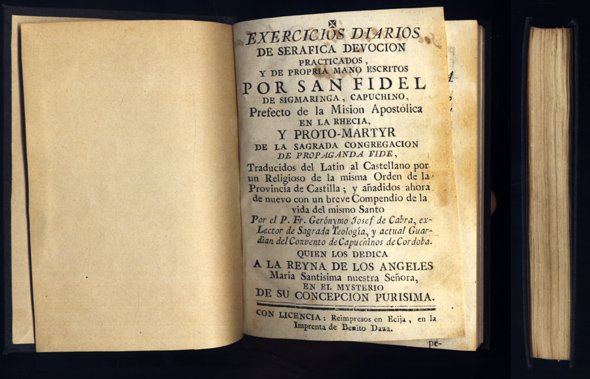 EXERCICIOS DIARIOS
DE SERAFICA DEVOCION
PRACTICADOS,
Y DE PROPRIA MANO ESCRITOS
POR SAN FIDEL
DE SIGMARINGA, CAPUCHINO,
Prefecto de la Mision Apostólica
EN LA RHECIA,
Y PROTO-MARTYR
DE LA SAGRADA CONGREGACION
DE PROPAGANDA FIDE,
Traducidos del Latin al Castellano por
un Religioso de la misma Orden de la
Provincia de Castilla; y añadidos ahora
de nuevo con un breve Compendio de la
vida del mismo Santo
Por el P. Fr. Gerónymo Josef de Cabra, ex-
Lector de Sagrada Teología, y actual Guar-
dian del Convento de Capuchinos de Cordoba.
QUIEN LOS DEDICA
A LA REYNA DE LOS ANGELES
Maria Santisima nuestra Señora,
EN EL MYSTERIO
DE SU CONCEPCION PURISIMA.
CON LICENCIA: Reimpresos en Ecija, en la
Imprenta de Benito Daza.
pe-